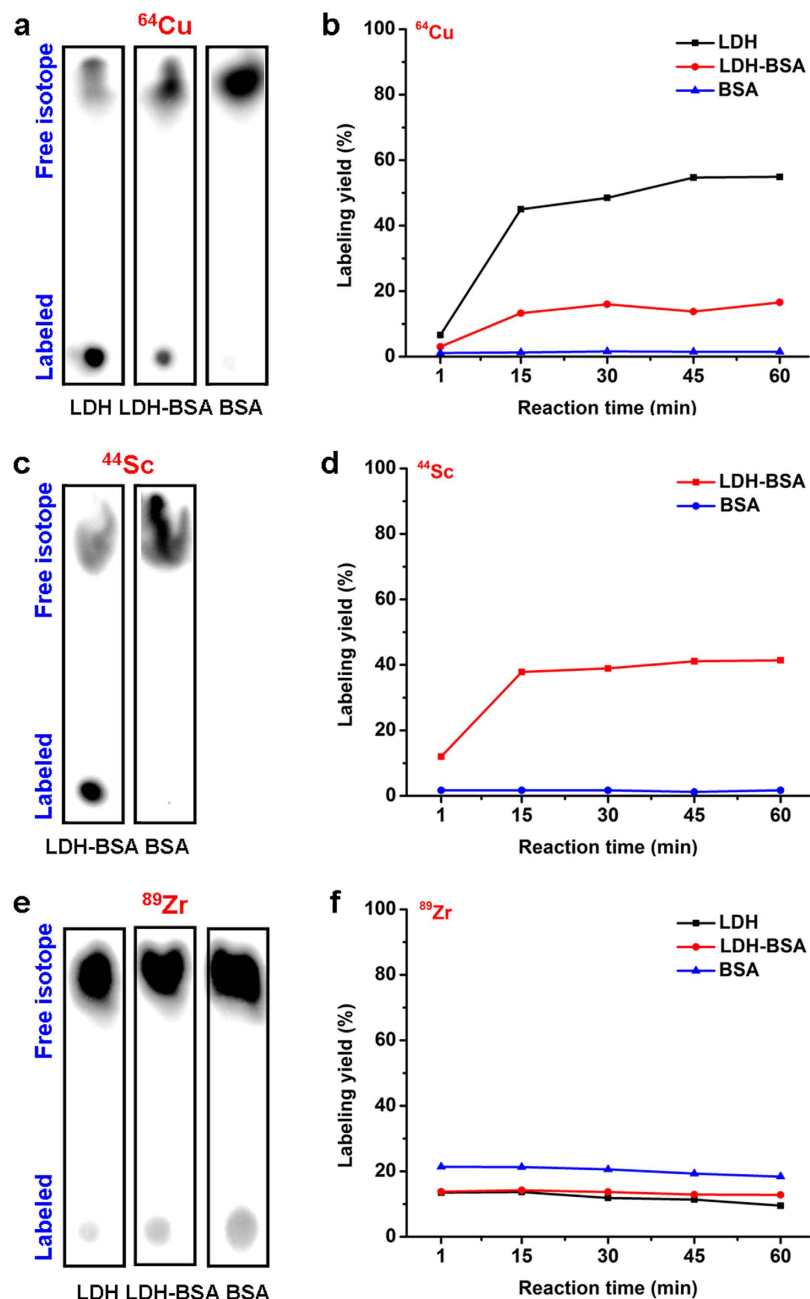 a
⁶⁴Cu
Free isotope
Labeled
LDH LDH-BSA BSA
b
⁶⁴Cu
LDH
LDH-BSA
BSA
Labeling yield (%)
100
80
60
40
20
0
1 15 30 45 60
Reaction time (min)
c
⁴⁴Sc
Free isotope
Labeled
LDH-BSA BSA
d
⁴⁴Sc
LDH-BSA
BSA
Labeling yield (%)
100
80
60
40
20
0
1 15 30 45 60
Reaction time (min)
e
⁸⁹Zr
Free isotope
Labeled
LDH LDH-BSA BSA
f
⁸⁹Zr
LDH
LDH-BSA
BSA
Labeling yield (%)
100
80
60
40
20
0
1 15 30 45 60
Reaction time (min)